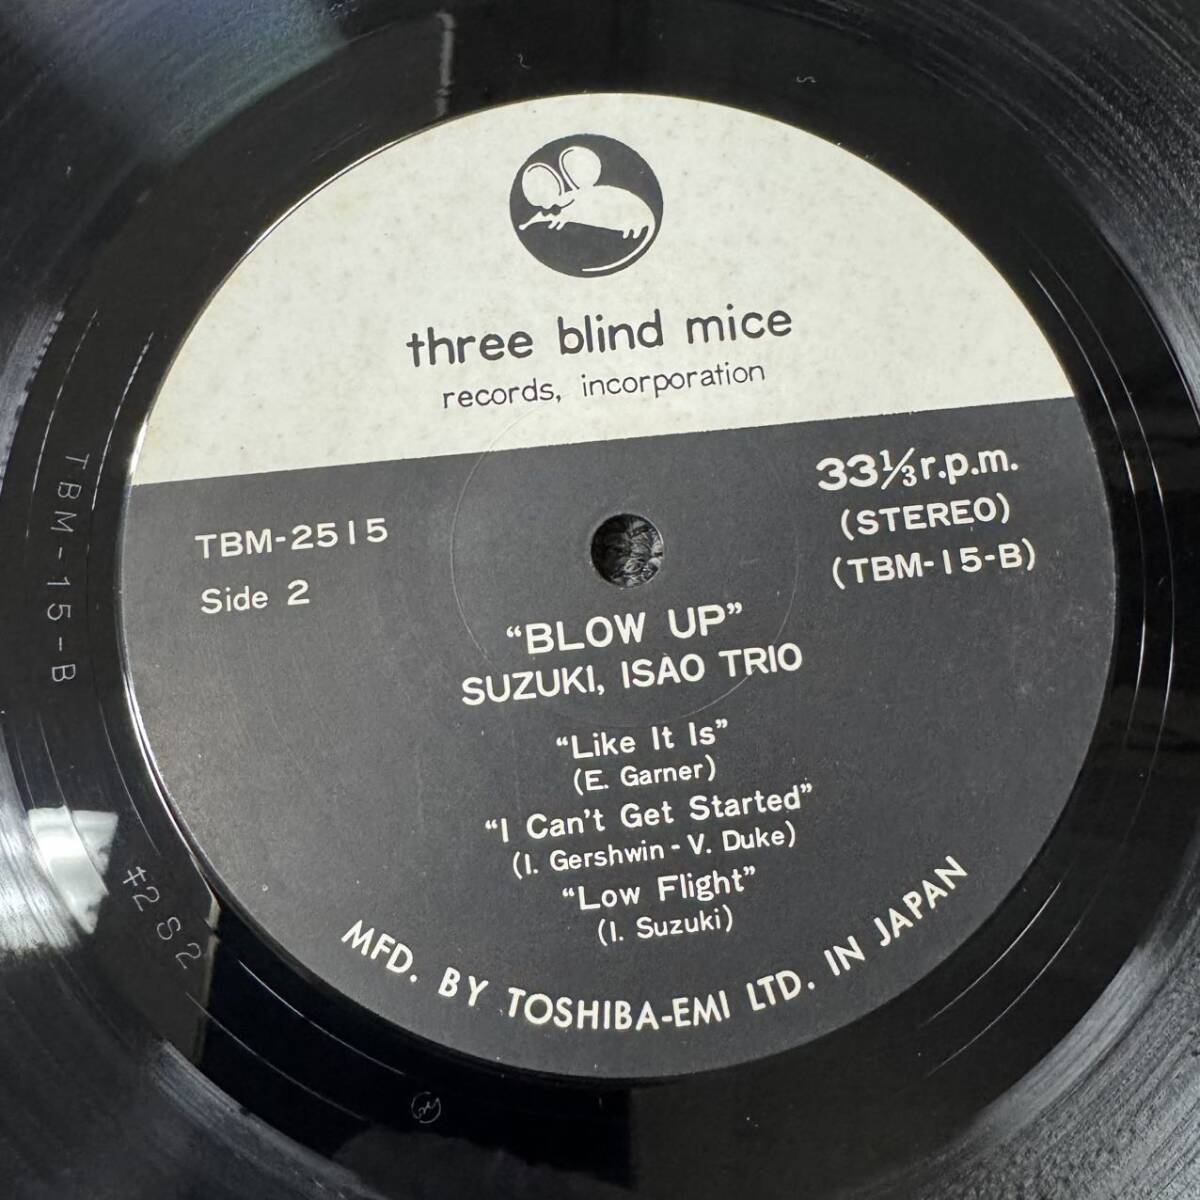 three blind mice
records, incorporation
33⅓ r.p.m.
(STEREO)
(TBM-15-B)
TBM-2515
Side 2
“BLOW UP”
SUZUKI, ISAO TRIO
“Like It Is”
(E. Garner)
“I Can't Get Started”
(I. Gershwin - V. Duke)
“Low Flight”
(I. Suzuki)
MFD. BY TOSHIBA-EMI LTD. IN JAPAN
TBM-15-B